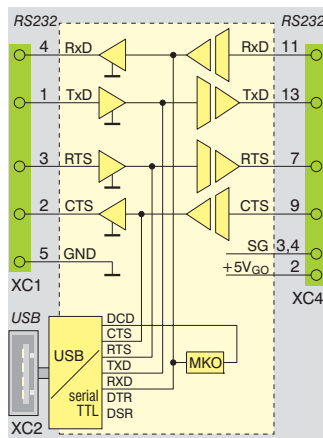 RS232 RS232
4 RxD RxD 11
1 TxD TxD 13
3 RTS RTS 7
2 CTS CTS 9
5 GND SG 3,4
+5VGO 2
XC1 XC4
USB
DCD
CTS
RTS
USB TXD
RXD MKO
serial DTR
TTL DSR
XC2